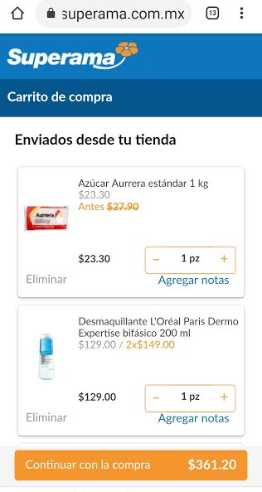 superama.com.mx
13
Superama
Carrito de compra
Enviados desde tu tienda
Azúcar Aurrera estándar 1 kg
$23.30
Antes $27.90
Aurrera
$23.30
- 1 pz +
Eliminar
Agregar notas
Desmaquillante L'Oréal Paris Dermo
Expertise bifásico 200 ml
$129.00 / 2x$149.00
$129.00
- 1 pz +
Eliminar
Agregar notas
Continuar con la compra $361.20